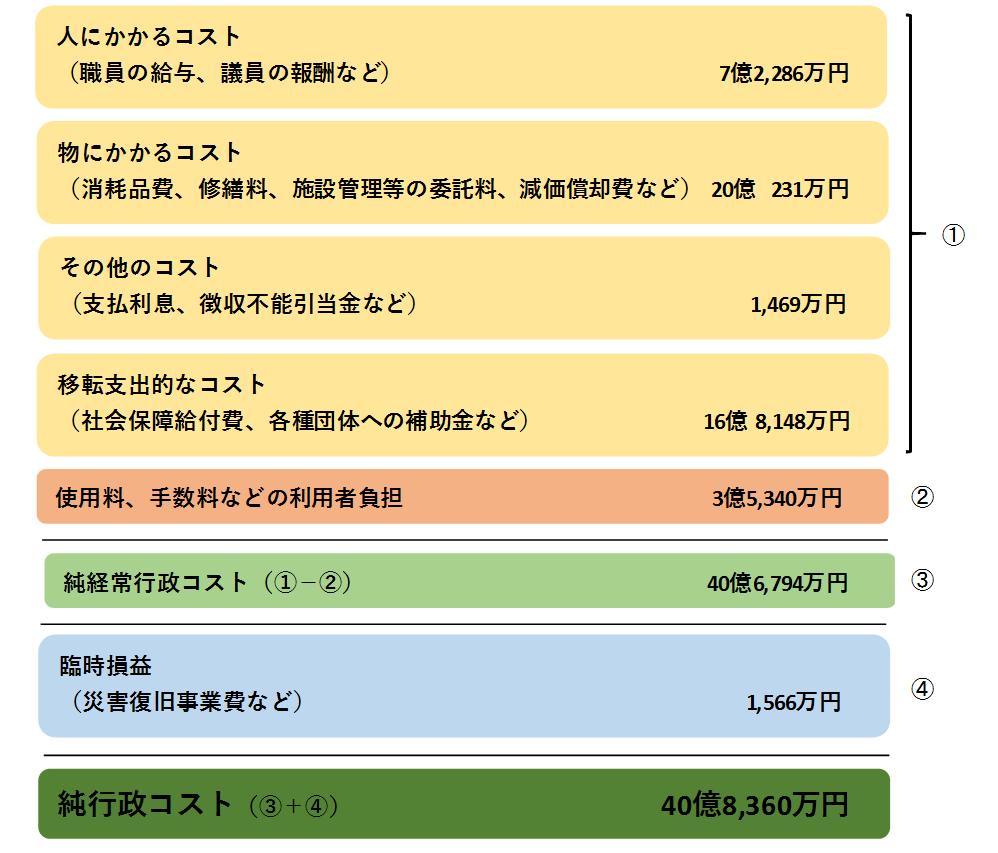 人にかかるコスト
（職員の給与、議員の報酬など） 7億2,286万円
物にかかるコスト
（消耗品費、修繕料、施設管理等の委託料、減価償却費など） 20億 231万円
①
その他のコスト
（支払利息、徴収不能引当金など） 1,469万円
移転支出的なコスト
（社会保障給付費、各種団体への補助金など） 16億 8,148万円
使用料、手数料などの利用者負担 3億5,340万円 ②
純経常行政コスト（①－②） 40億6,794万円 ③
臨時損益
（災害復旧事業費など） 1,566万円 ④
純行政コスト（③＋④） 40億8,360万円